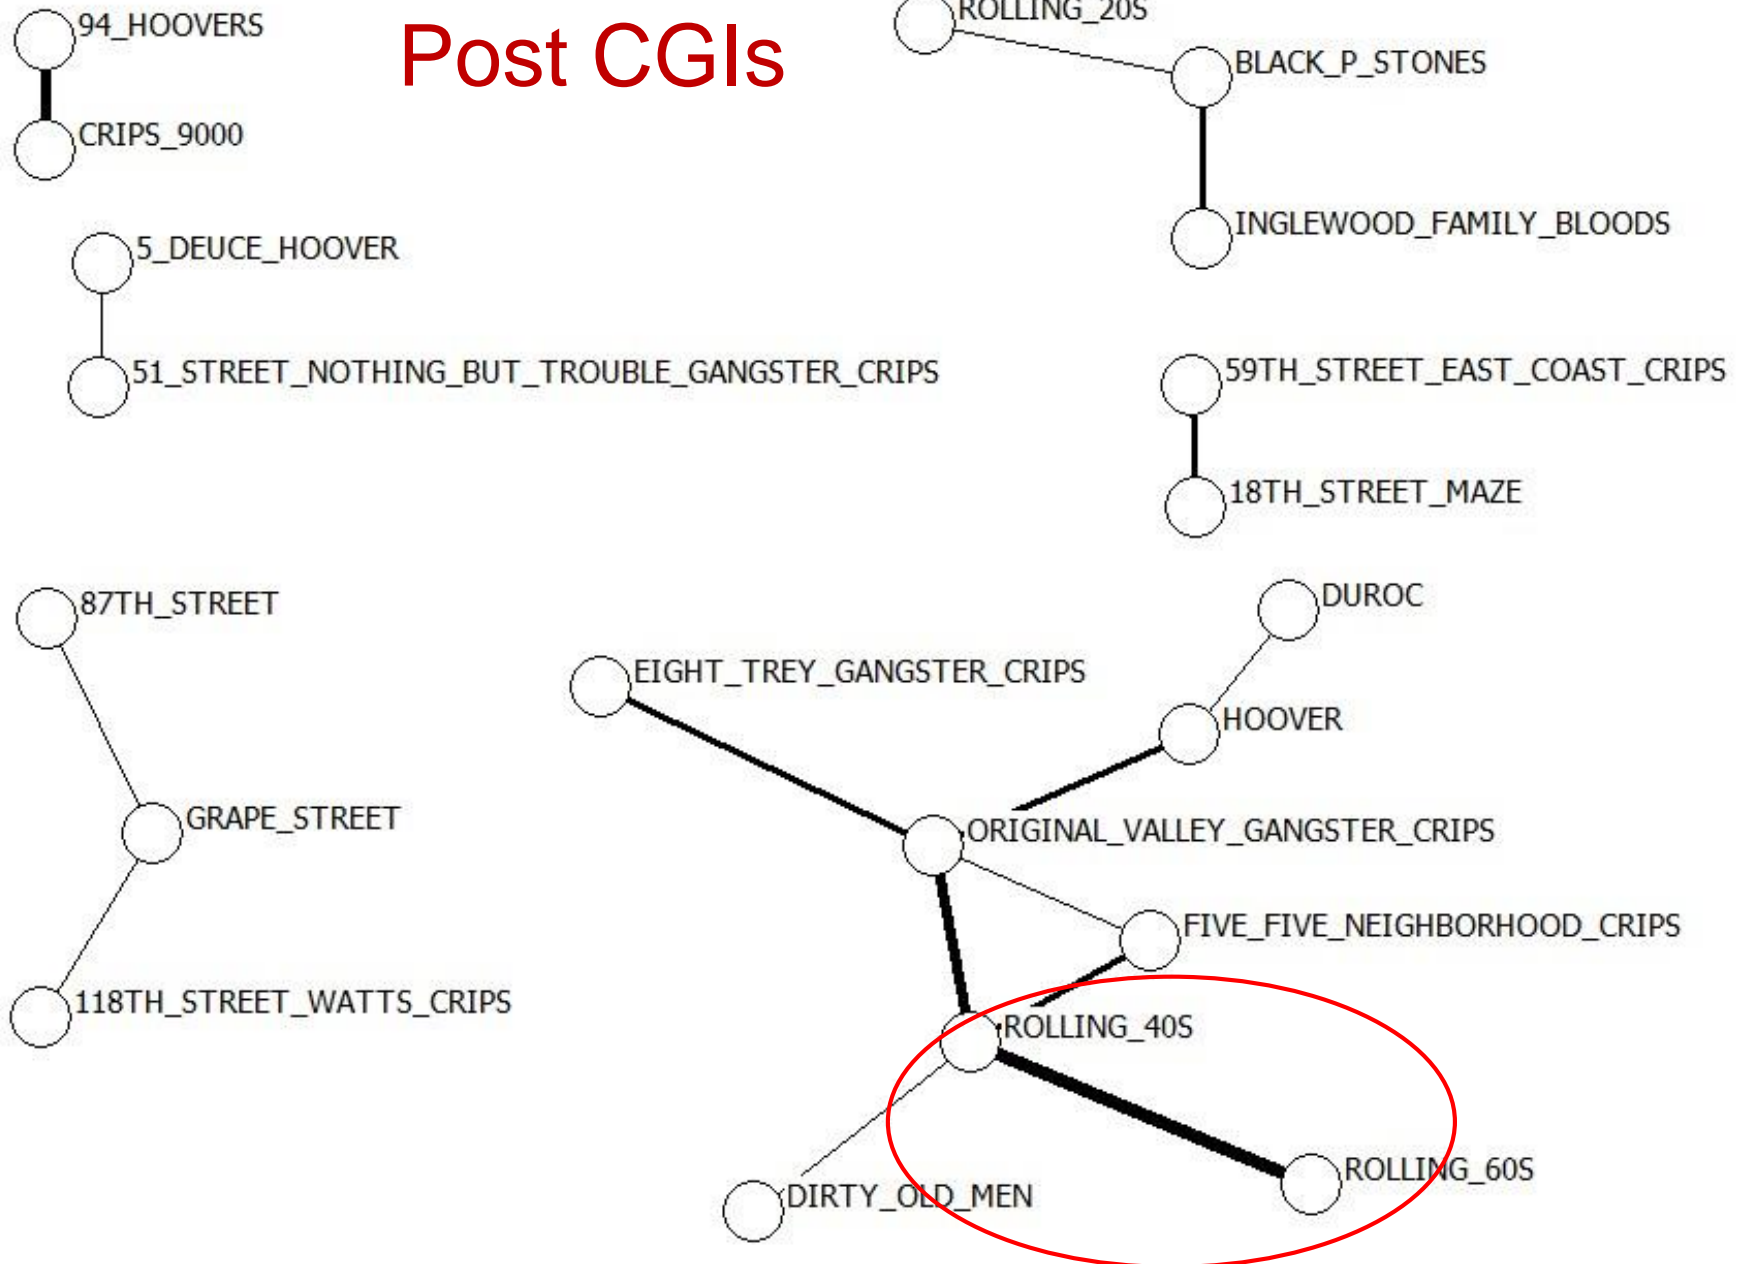 94_HOOVERS
Post CGIs
ROLLING_20S
BLACK_P_STONES
CRIPS_9000
INGLEWOOD_FAMILY_BLOODS
5_DEUCE_HOOVER
51_STREET_NOTHING_BUT_TROUBLE_GANGSTER_CRIPS
59TH_STREET_EAST_COAST_CRIPS
18TH_STREET_MAZE
87TH_STREET
DUROC
EIGHT_TREY_GANGSTER_CRIPS
HOOVER
GRAPE_STREET
ORIGINAL_VALLEY_GANGSTER_CRIPS
FIVE_FIVE_NEIGHBORHOOD_CRIPS
118TH_STREET_WATTS_CRIPS
ROLLING_40S
ROLLING_60S
DIRTY_OLD_MEN